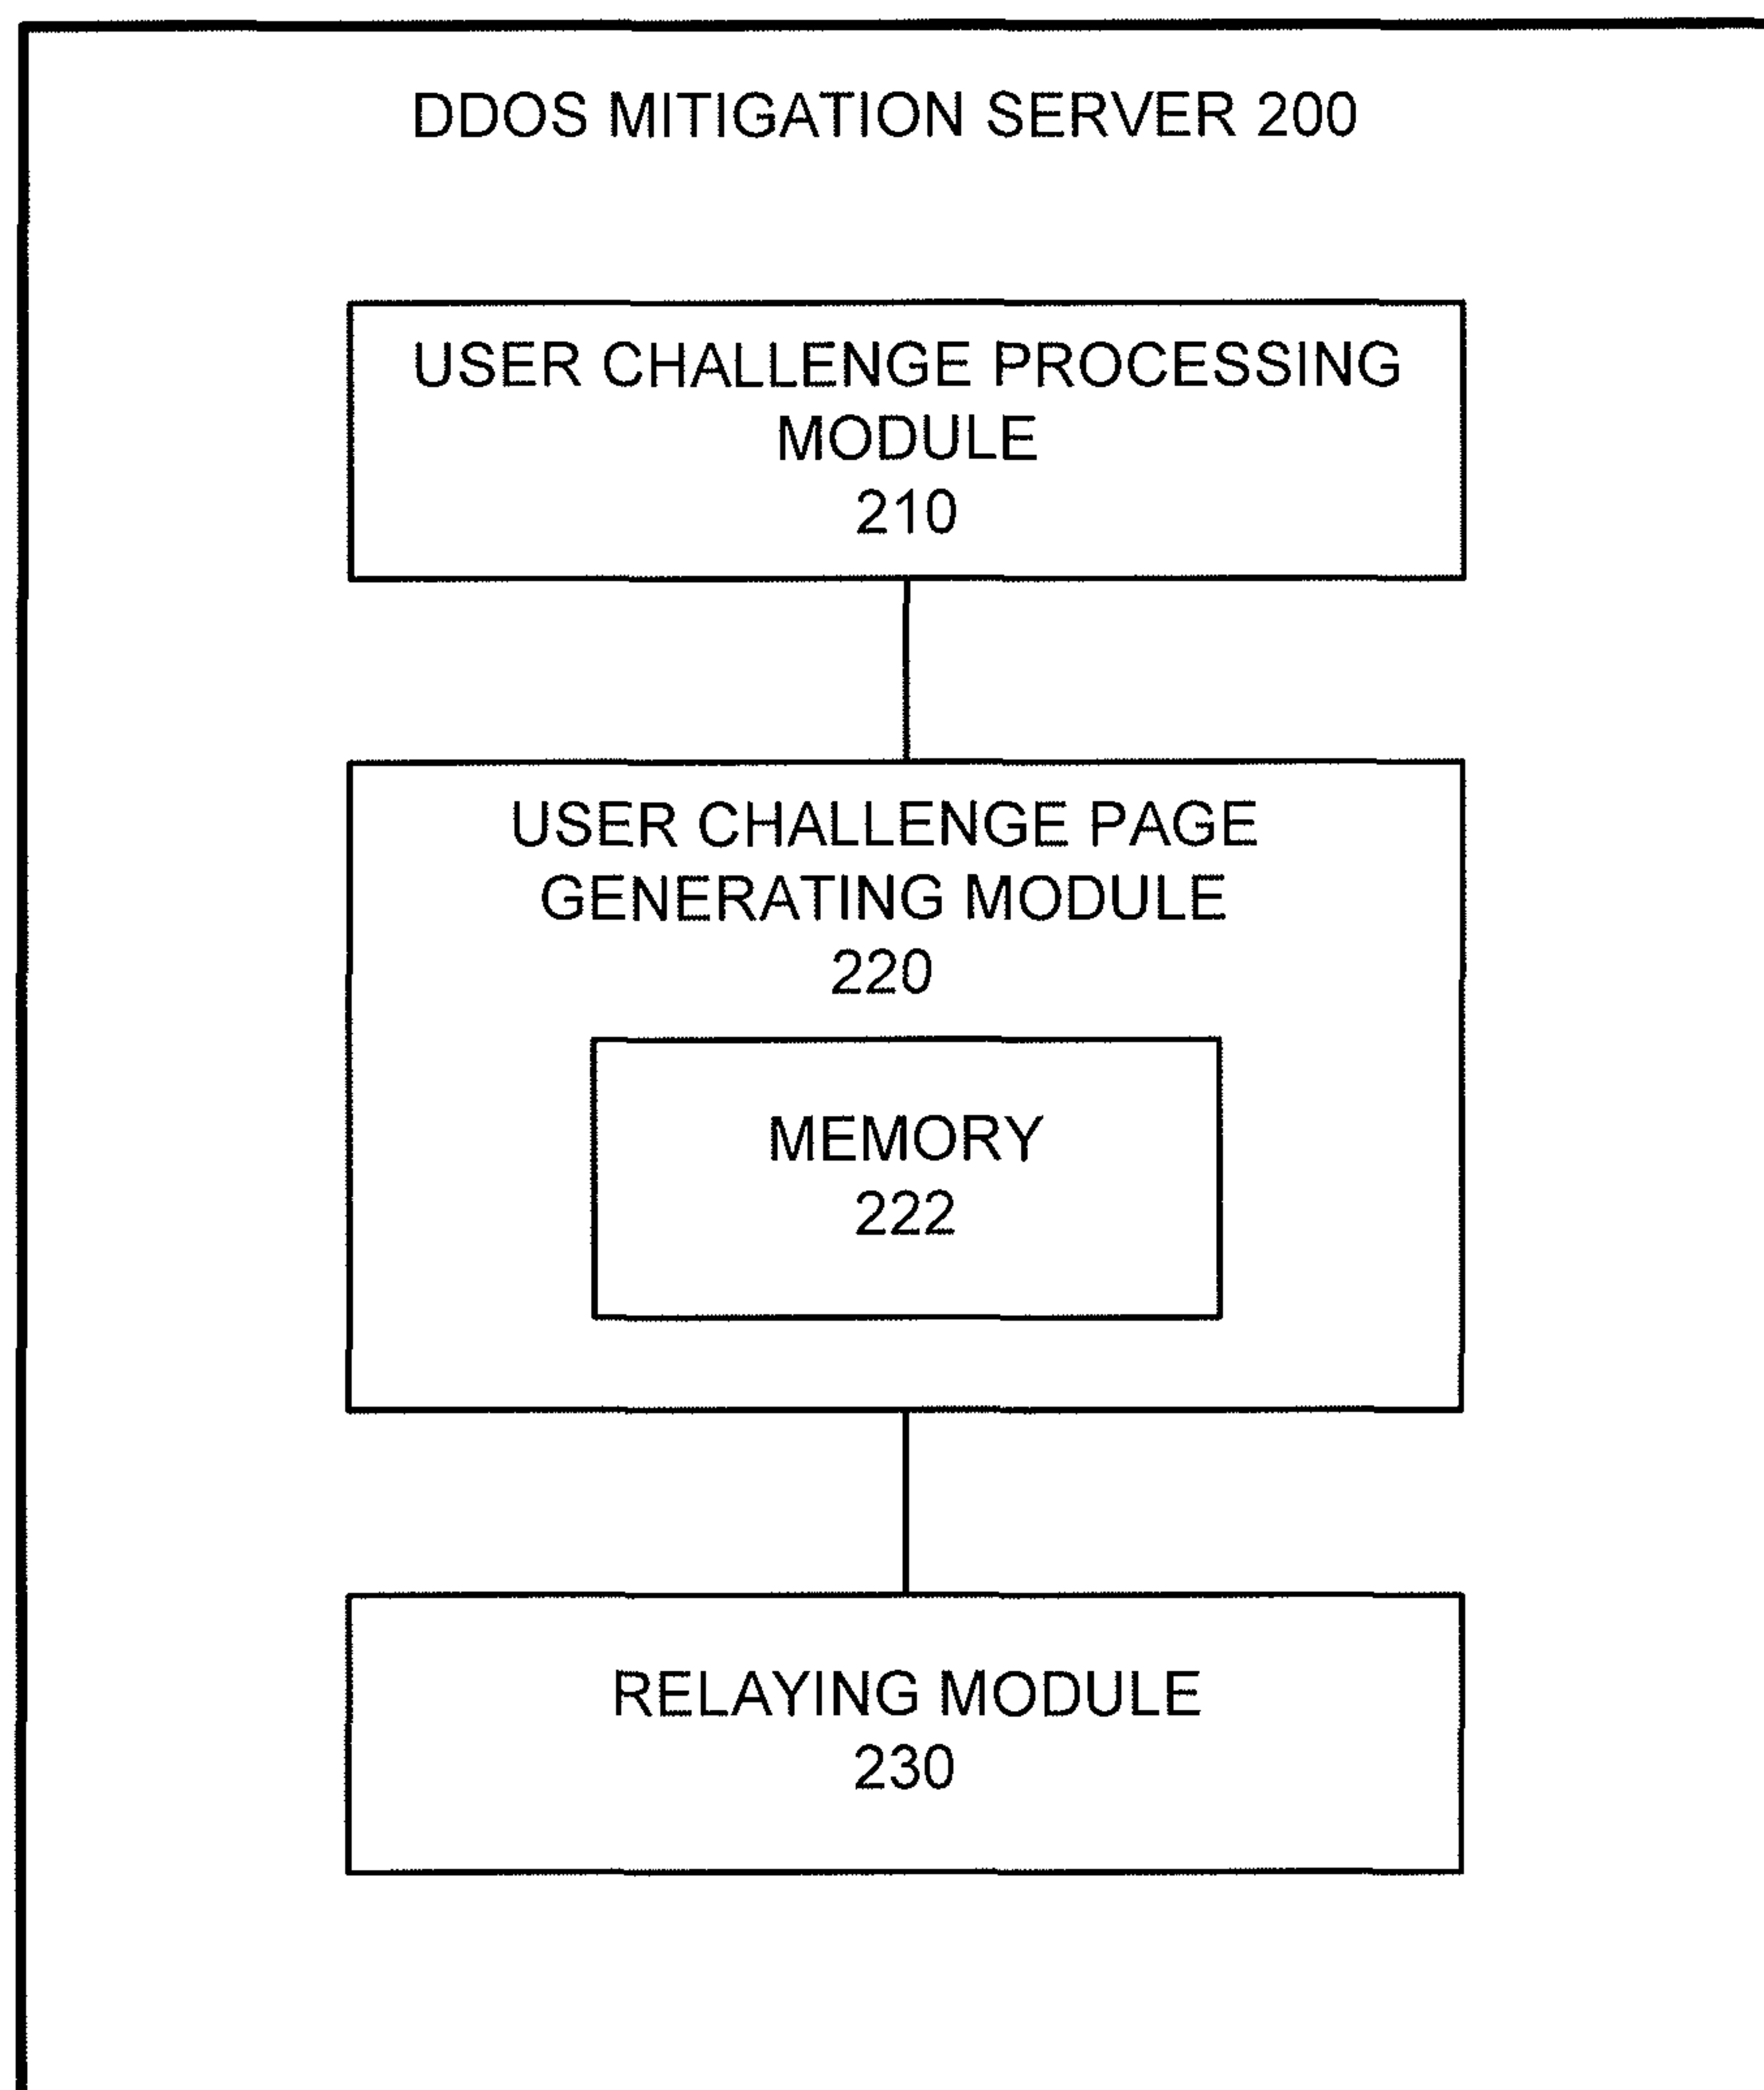 DDOS MITIGATION SERVER 200
USER CHALLENGE PROCESSING
MODULE
210
USER CHALLENGE PAGE
GENERATING MODULE
220
MEMORY
222
RELAYING MODULE
230